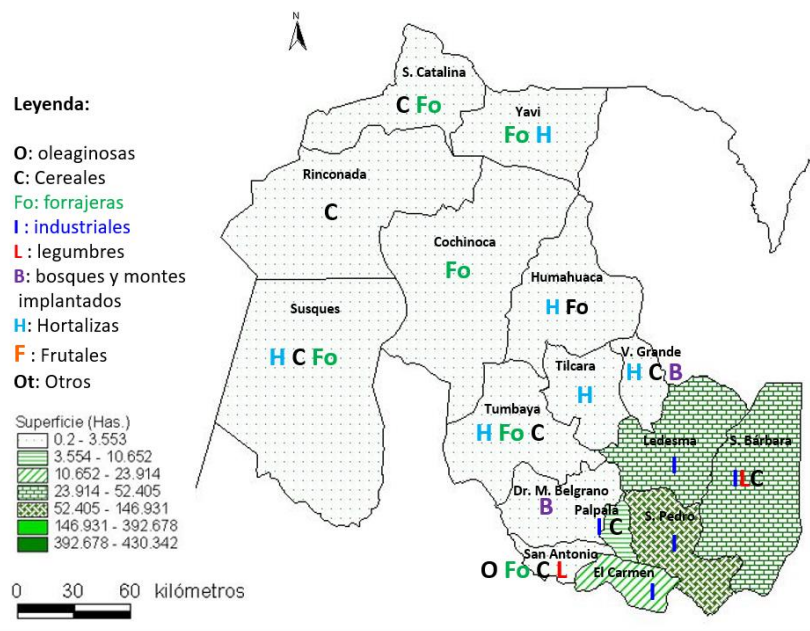 N
Leyenda:
O: oleaginosas
C: Cereales
Fo: forrajeras
I : industriales
L : legumbres
B: bosques y montes
implantados
H: Hortalizas
F : Frutales
Ot: Otros
Superficie (Has.)
0.2 - 3.553
3.554 - 10.652
10.652 - 23.914
23.914 - 52.405
52.405 - 146.931
146.931 - 392.678
392.678 - 430.342
0 30 60 kilómetros
S. Catalina
C Fo
Yavi
Fo H
Rinconada
C
Cochinoca
Fo
Humahuaca
H Fo
Susques
H C Fo
Tilcara
H
V. Grande
H C B
Tumbaya
H Fo C
Ledesma
I
S. Bárbara
I L C
Dr. M. Belgrano
B
Palpalá
I C
S. Pedro
I
San Antonio
O Fo C L
El Carmen
I